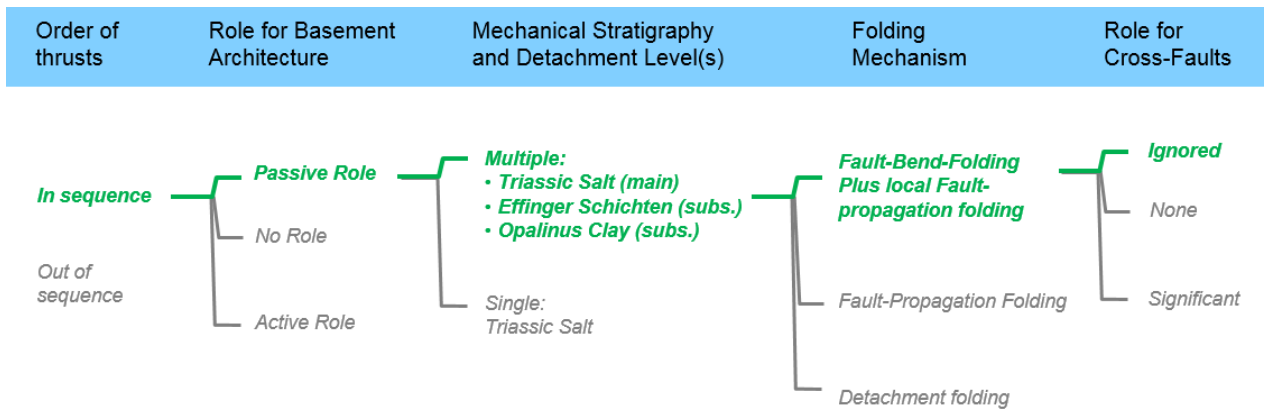 Order of
thrusts
Role for Basement
Architecture
Mechanical Stratigraphy
and Detachment Level(s)
Folding
Mechanism
Role for
Cross-Faults
In sequence
Out of
sequence
Passive Role
No Role
Active Role
Multiple:
• Triassic Salt (main)
• Effinger Schichten (subs.)
• Opalinus Clay (subs.)
Single:
Triassic Salt
Fault-Bend-Folding
Plus local Fault-
propagation folding
Fault-Propagation Folding
Detachment folding
Ignored
None
Significant